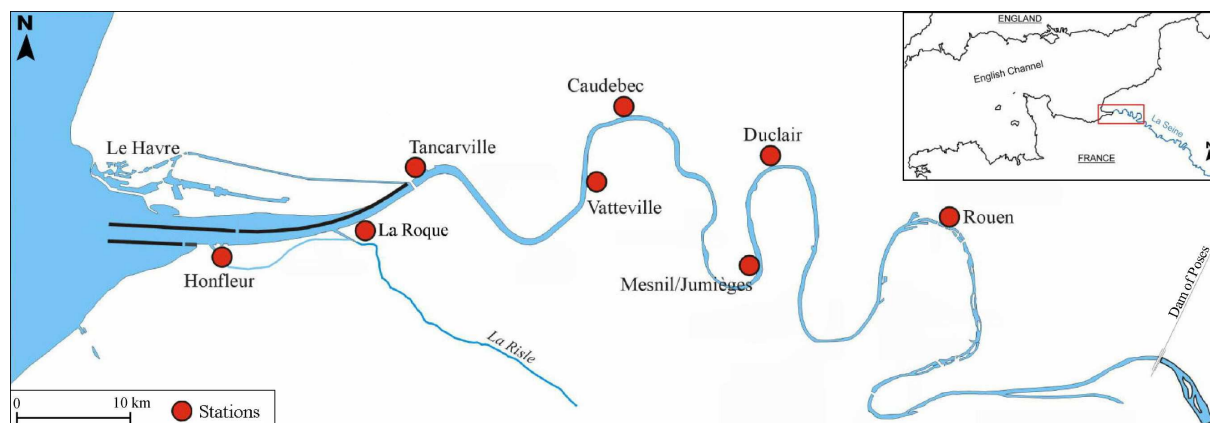 N
ENGLAND
English Channel
La Seine
FRANCE
N
Caudebec
Duclair
Le Havre
Tancarville
Vatteville
Rouen
La Roque
Honfleur
Mesnil/Jumièges
Dam of Poses
La Risle
0 10 km
Stations